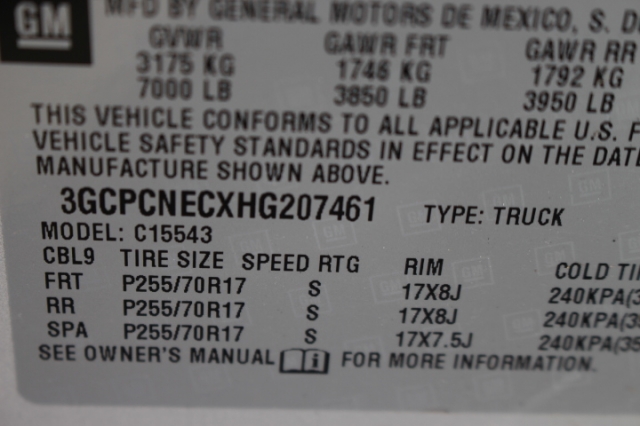 GM
MFD BY GENERAL MOTORS DE MEXICO, S. D
GVWR GAWR FRT GAWR RR
3175 KG 1746 KG 1792 KG
7000 LB 3850 LB 3950 LB
THIS VEHICLE CONFORMS TO ALL APPLICABLE U.S. F
VEHICLE SAFETY STANDARDS IN EFFECT ON THE DATE
MANUFACTURE SHOWN ABOVE.
3GCPCNECXHG207461 TYPE: TRUCK
MODEL: C15543
CBL9 TIRE SIZE SPEED RTG RIM COLD TI
FRT P255/70R17 S 17X8J 240KPA(3
RR P255/70R17 S 17X8J 240KPA(35
SPA P255/70R17 S 17X7.5J 240KPA(35
SEE OWNER'S MANUAL i FOR MORE INFORMATION.